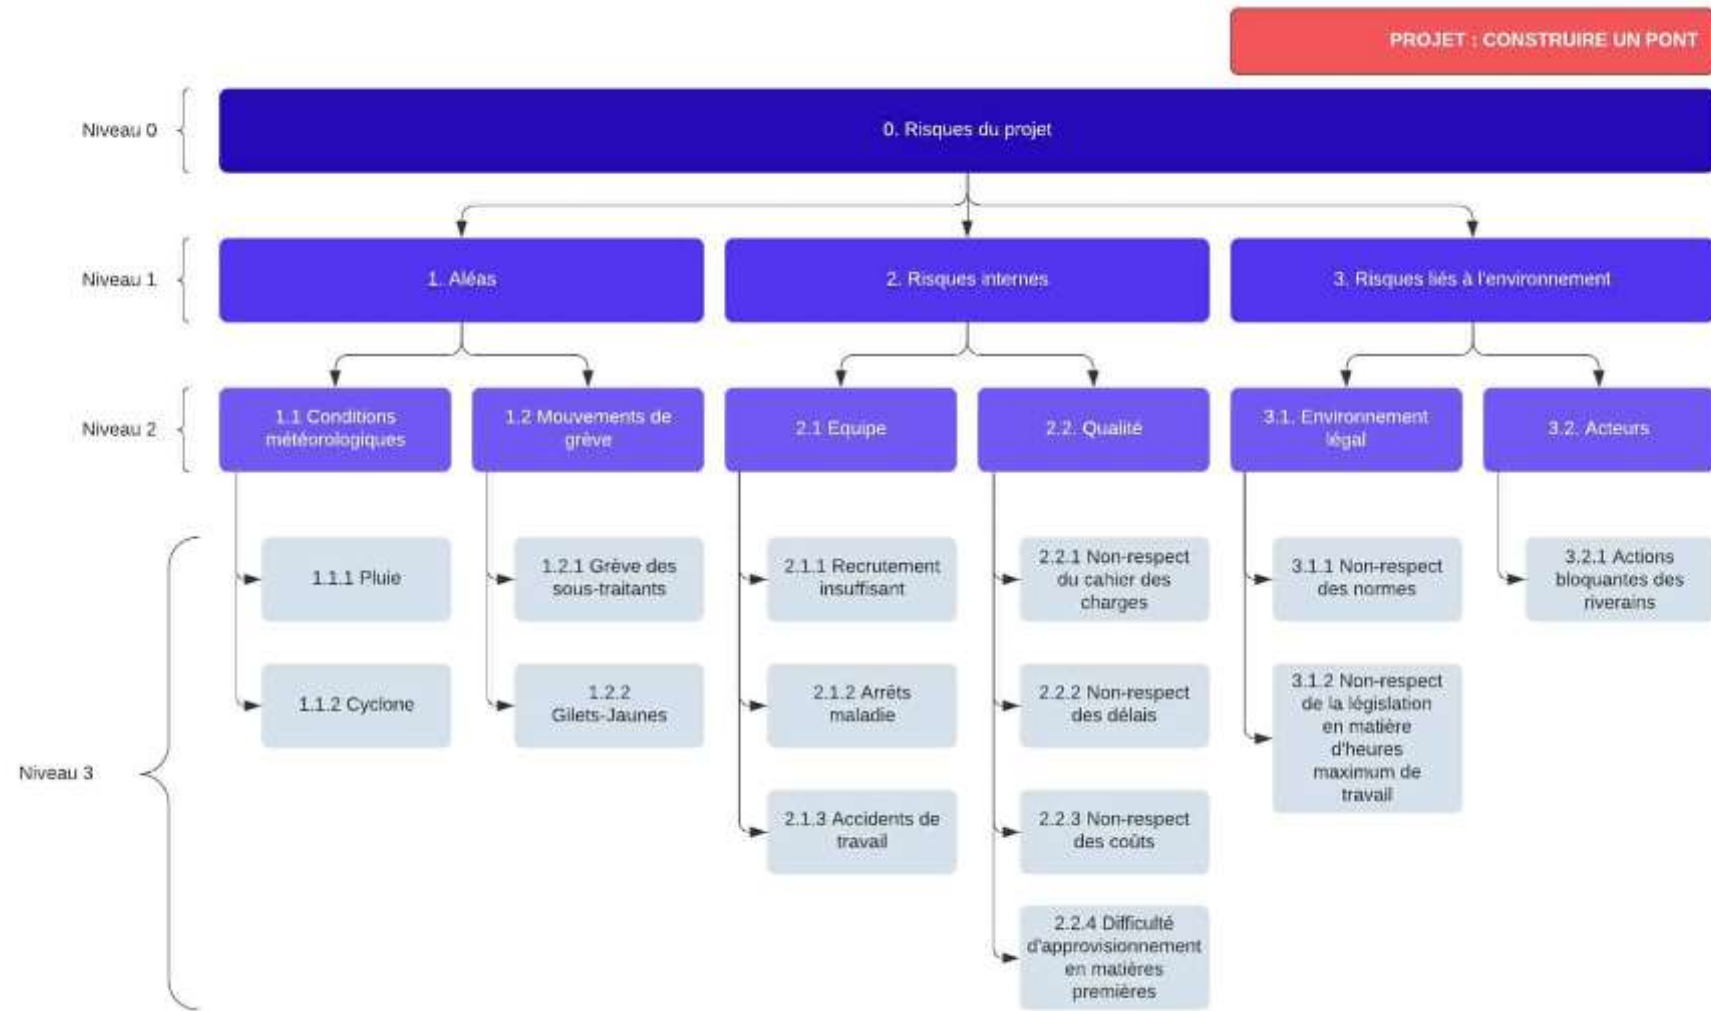 PROJET : CONSTRUIRE UN PONT
Niveau 0
0. Risques du projet
Niveau 1
1. Aléas
2. Risques internes
3. Risques liés à l'environnement
Niveau 2
1.1 Conditions
météorologiques
1.2 Mouvements de
grève
2.1 Equipe
2.2. Qualité
3.1. Environnement
légal
3.2. Acteurs
Niveau 3
1.1.1 Pluie
1.2.1 Grève des
sous-traitants
2.1.1 Recrutement
insuffisant
2.2.1 Non-respect
du cahier des
charges
3.1.1 Non-respect
des normes
3.2.1 Actions
bloquantes des
riverains
1.1.2 Cyclone
1.2.2
Gilets-Jaunes
2.1.2 Arrêts
maladie
2.2.2 Non-respect
des délais
3.1.2 Non-respect
de la législation
en matière
d'heures
maximum de
travail
2.1.3 Accidents de
travail
2.2.3 Non-respect
des coûts
2.2.4 Difficulté
d'approvisionnement
en matières
premières